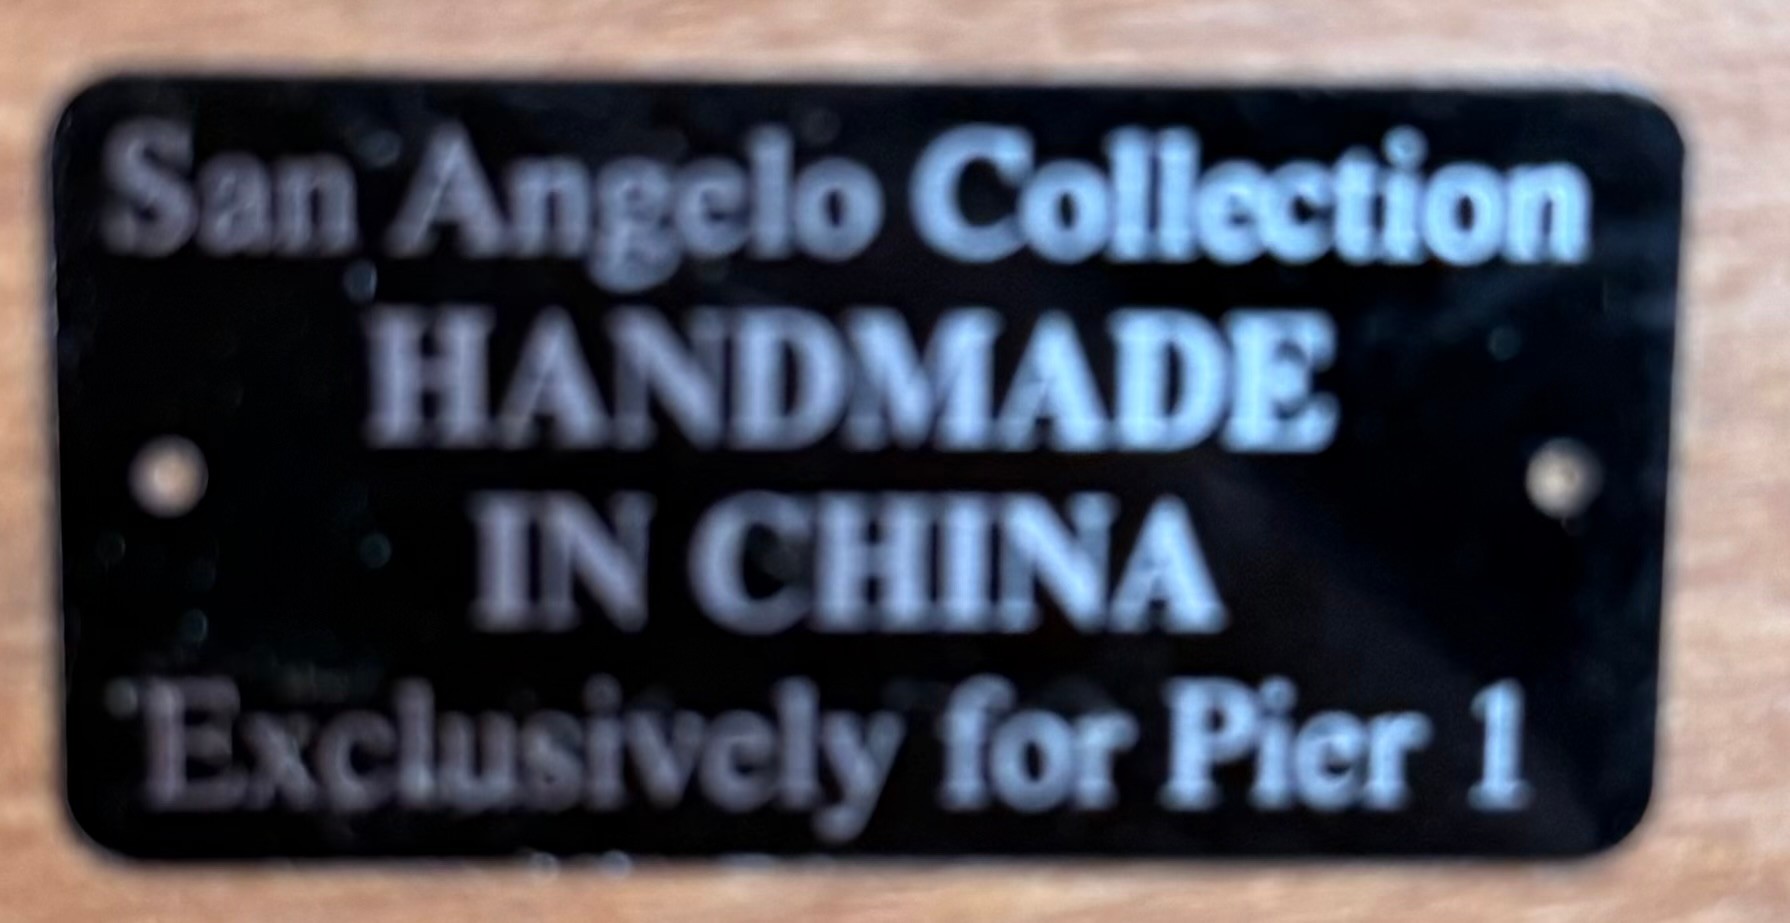 San Angelo Collection
HANDMADE
IN CHINA
Exclusively for Pier 1